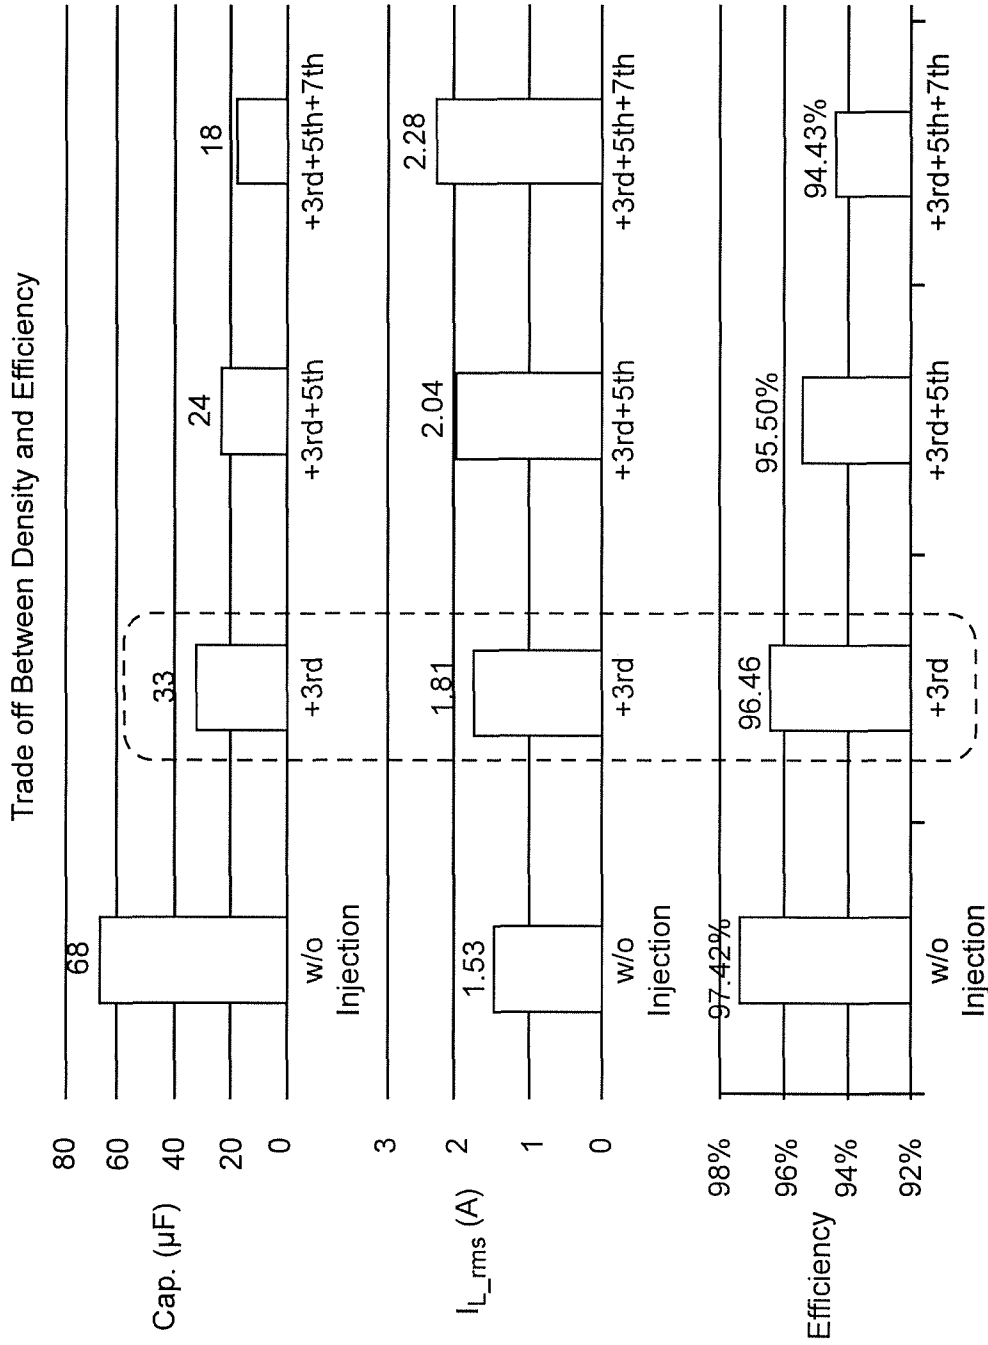 Trade off Between Density and Efficiency
Cap. (µF)
80
60
40
20
0
68
33
24
18
w/o
Injection
+3rd
+3rd+5th
+3rd+5th+7th
I_L_rms (A)
3
2
1
0
1.53
1.81
2.04
2.28
w/o
Injection
+3rd
+3rd+5th
+3rd+5th+7th
Efficiency
98%
96%
94%
92%
97.42%
96.46
95.50%
94.43%
w/o
Injection
+3rd
+3rd+5th
+3rd+5th+7th